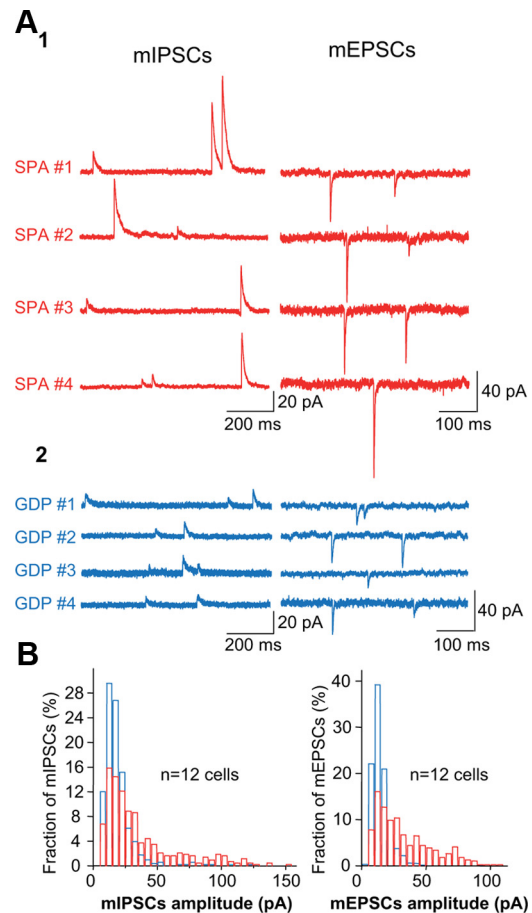 A1
mIPSCs mEPSCs
SPA #1
SPA #2
SPA #3
SPA #4
20 pA 40 pA
200 ms 100 ms
2
GDP #1
GDP #2
GDP #3
GDP #4
20 pA 40 pA
200 ms 100 ms
B
Fraction of mIPSCs (%)
28
24
20
16
12
8
4
0
n=12 cells
0 50 100 150
mIPSCs amplitude (pA)
Fraction of mEPSCs (%)
40
30
20
10
0
n=12 cells
0 50 100
mEPSCs amplitude (pA)